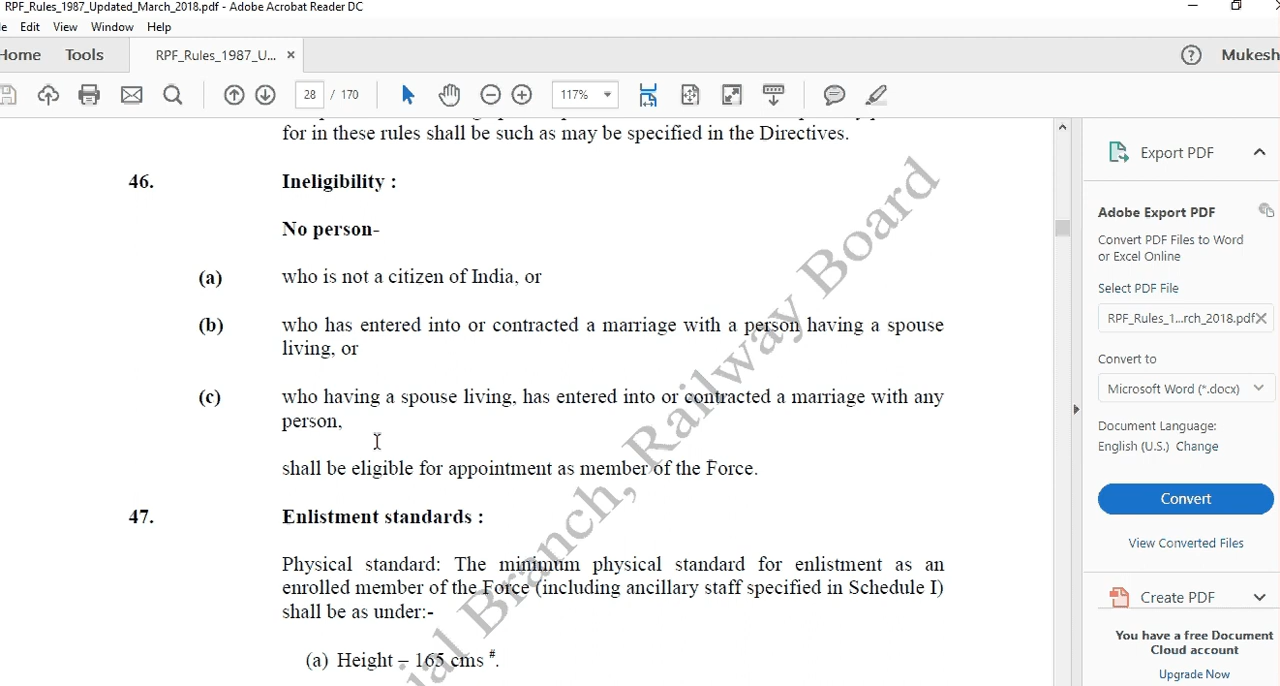 RPF_Rules_1987_Updated_March_2018.pdf - Adobe Acrobat Reader DC
Edit View Window Help
Home Tools RPF_Rules_1987_U... × ? Mukesh
28 / 170 117%
for in these rules shall be such as may be specified in the Directives.
46. Ineligibility :
No person-
(a) who is not a citizen of India, or
(b) who has entered into or contracted a marriage with a person having a spouse
living, or
(c) who having a spouse living, has entered into or contracted a marriage with any
person,
shall be eligible for appointment as member of the Force.
47. Enlistment standards :
Physical standard: The minimum physical standard for enlistment as an
enrolled member of the Force (including ancillary staff specified in Schedule I)
shall be as under:-
(a) Height – 165 cms #.
Branch, Railway Board
Export PDF
Adobe Export PDF
Convert PDF Files to Word
or Excel Online
Select PDF File
RPF_Rules_1...rch_2018.pdf ×
Convert to
Microsoft Word (*.docx)
Document Language:
English (U.S.) Change
Convert
View Converted Files
Create PDF
You have a free Document
Cloud account
Upgrade Now